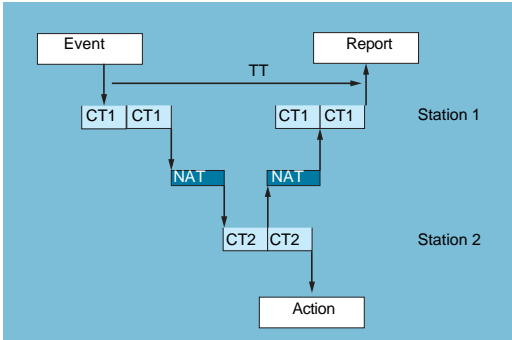 Event
Report
TT
CT1 CT1
CT1 CT1
Station 1
NAT
NAT
CT2 CT2
Station 2
Action